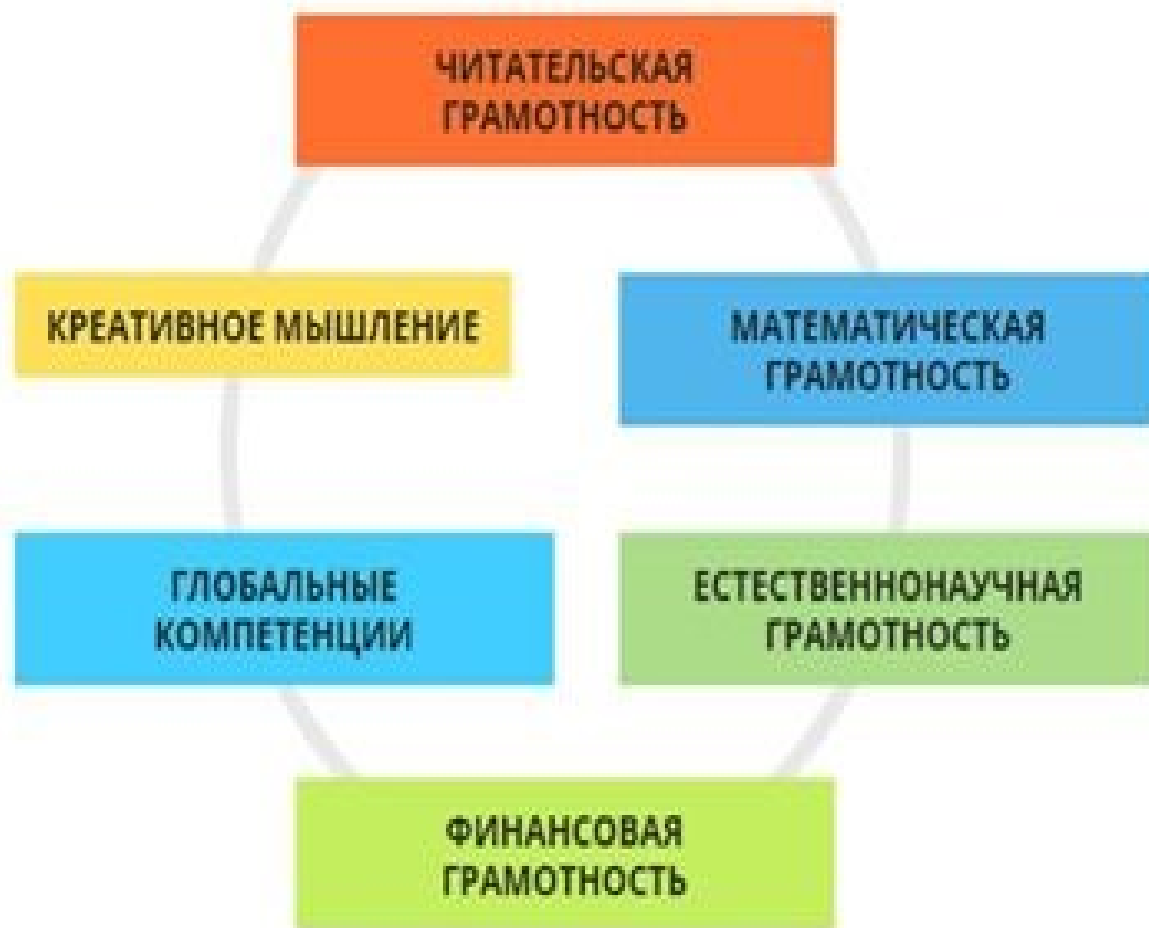 ЧИТАТЕЛЬСКАЯ
ГРАМОТНОСТЬ
КРЕАТИВНОЕ МЫШЛЕНИЕ
МАТЕМАТИЧЕСКАЯ
ГРАМОТНОСТЬ
ГЛОБАЛЬНЫЕ
КОМПЕТЕНЦИИ
ЕСТЕСТВЕННОНАУЧНАЯ
ГРАМОТНОСТЬ
ФИНАНСОВАЯ
ГРАМОТНОСТЬ